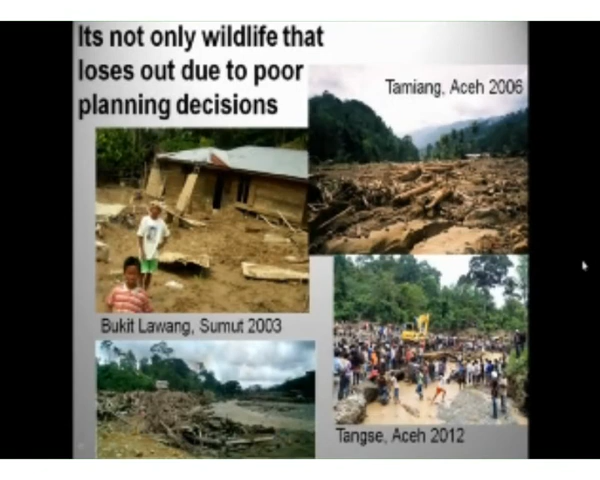 Its not only wildlife that
loses out due to poor
planning decisions
Tamiang, Aceh 2006
Bukit Lawang, Sumut 2003
Tangse, Aceh 2012